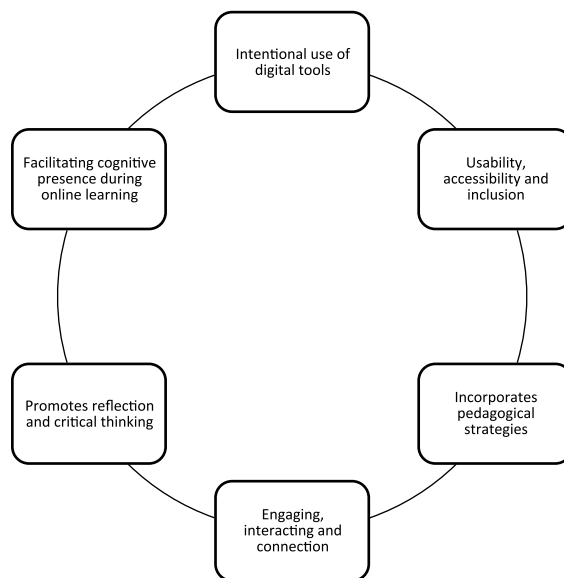 Intentional use of
digital tools
Usability,
accessibility and
inclusion
Incorporates
pedagogical
strategies
Engaging,
interacting and
connection
Promotes reflection
and critical thinking
Facilitating cognitive
presence during
online learning